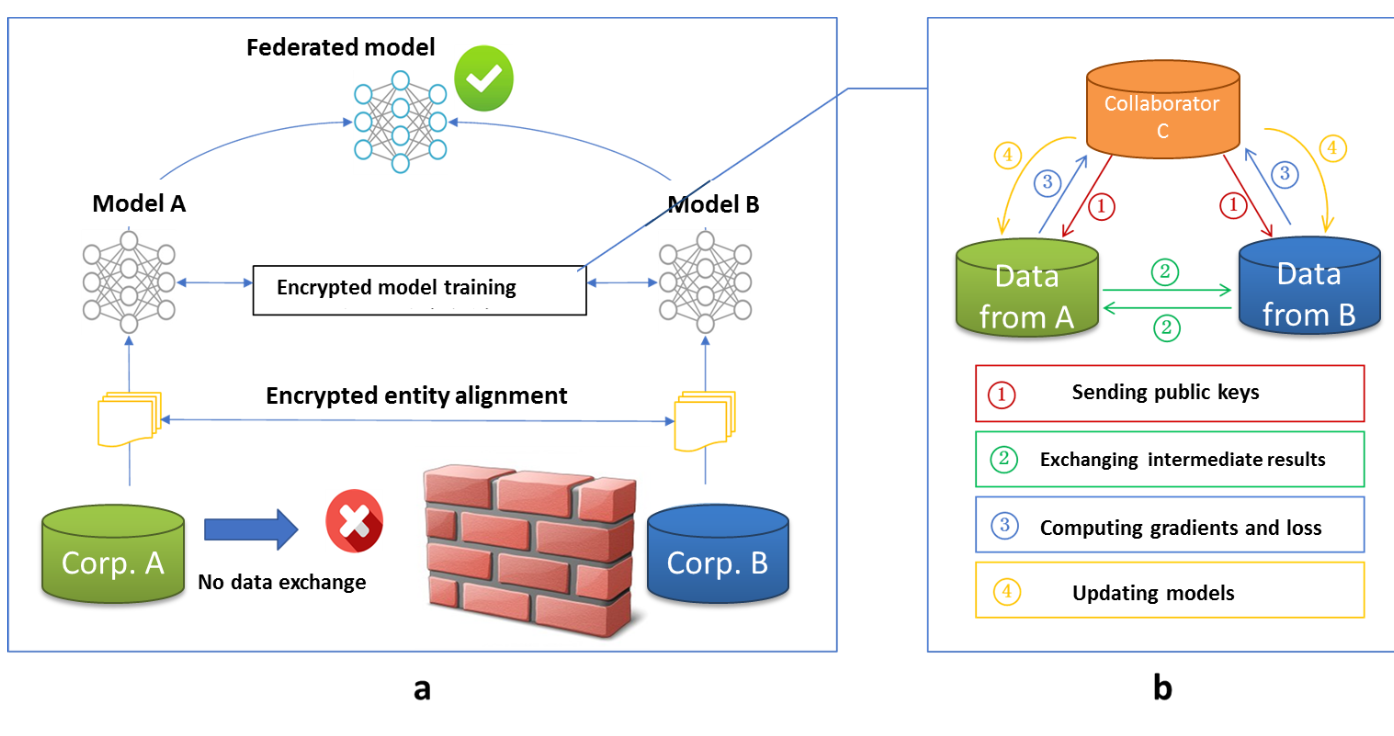 Federated model
Model A
Model B
Encrypted model training
Encrypted entity alignment
Corp. A
No data exchange
Corp. B
a
Collaborator
C
④
③
①
①
③
④
Data
from A
②
②
Data
from B
① Sending public keys
② Exchanging intermediate results
③ Computing gradients and loss
④ Updating models
b